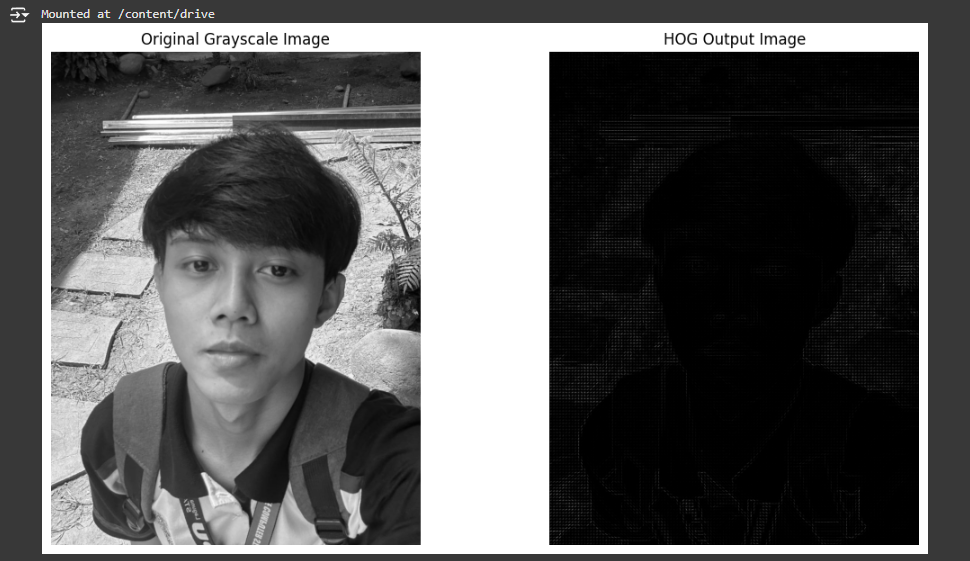 Mounted at /content/drive
Original Grayscale Image
HOG Output Image